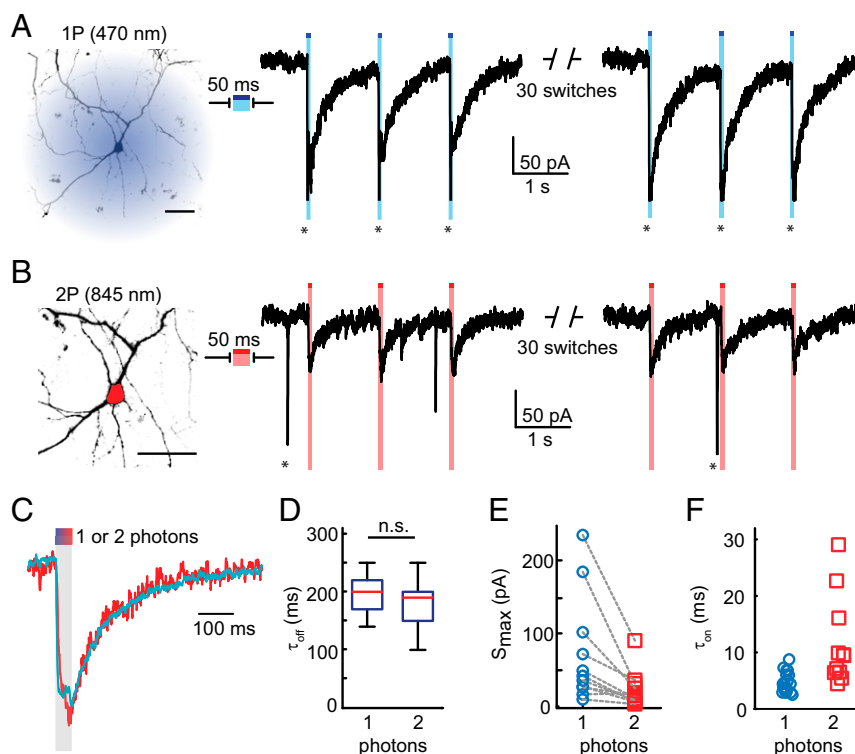 A
1P (470 nm)
50 ms
30 switches
50 pA
1 s
* * * * * *
B
2P (845 nm)
50 ms
30 switches
50 pA
1 s
* *
C
1 or 2 photons
100 ms
D
n.s.
300
200
100
0
τoff (ms)
1 2
photons
E
200
100
50
0
Smax (pA)
1 2
photons
F
30
20
10
0
τon (ms)
1 2
photons